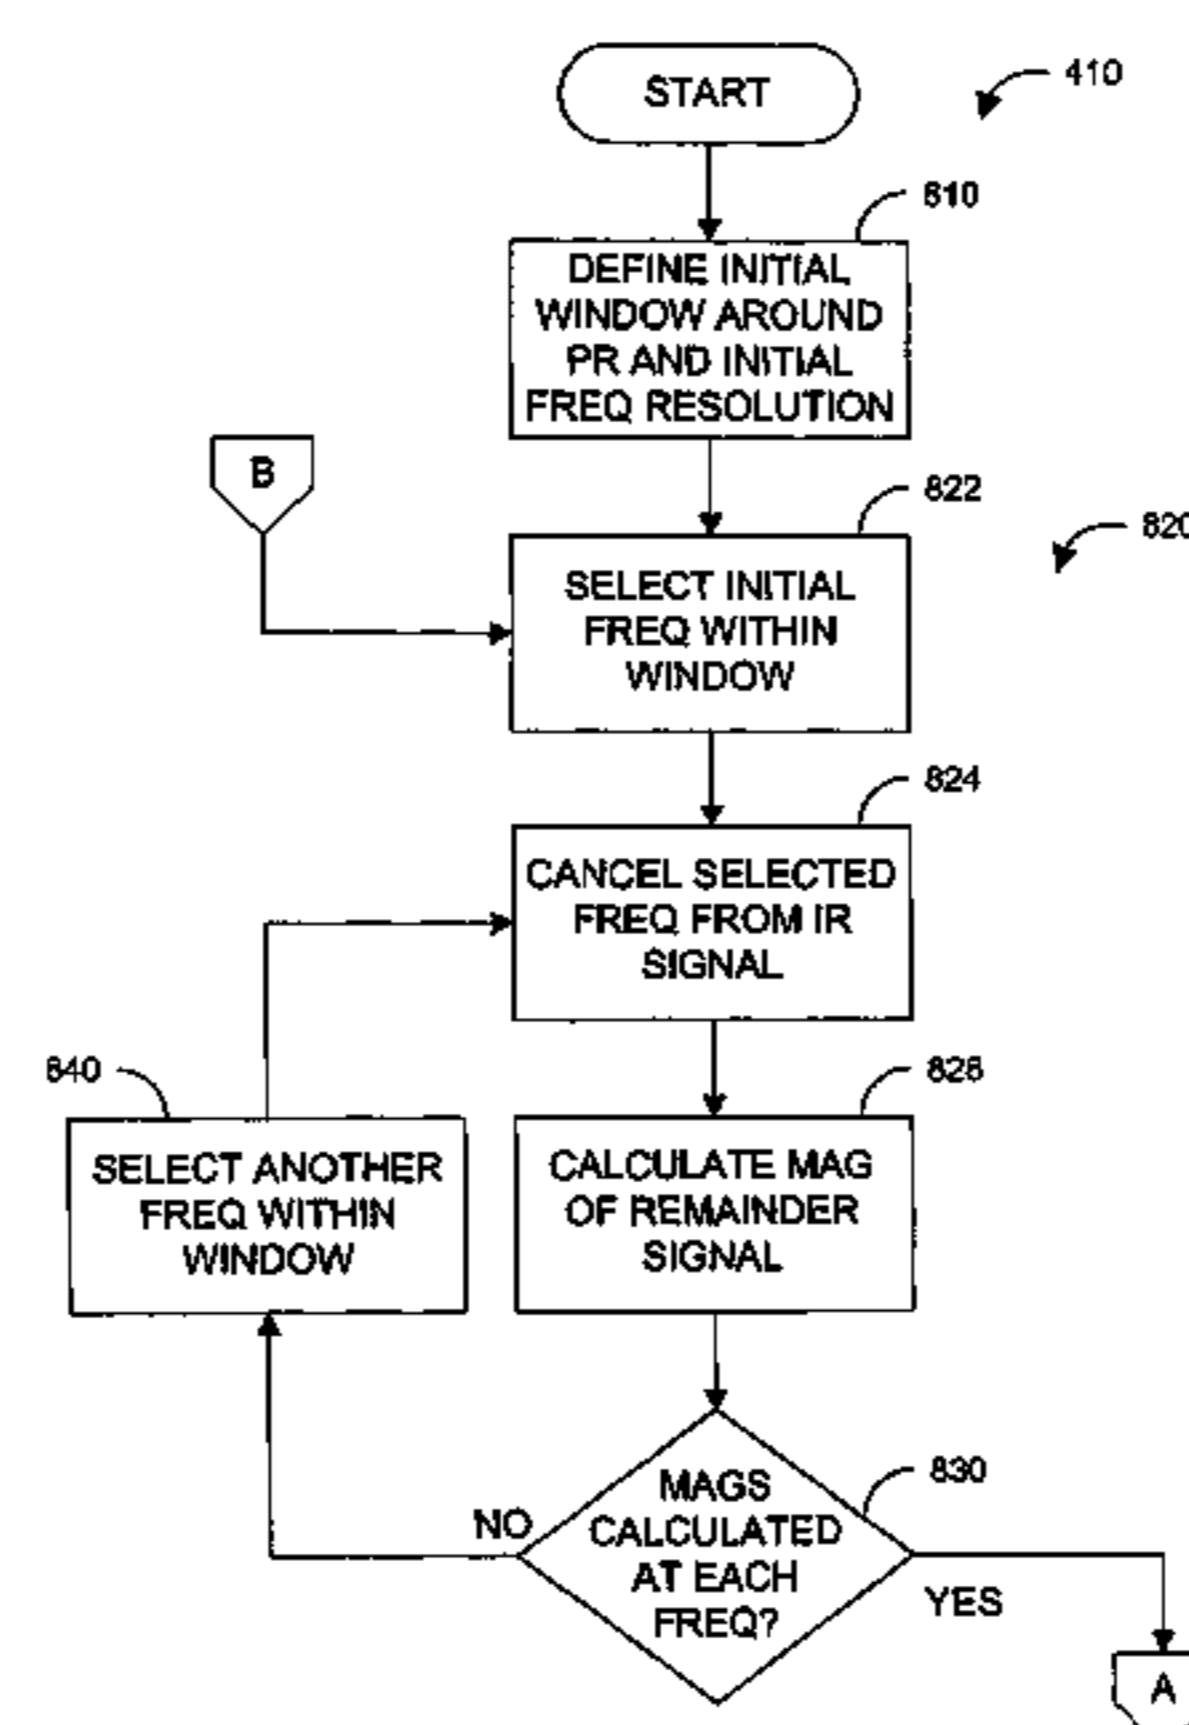 START
410
810
DEFINE INITIAL
WINDOW AROUND
PR AND INITIAL
FREQ RESOLUTION
B
822
820
SELECT INITIAL
FREQ WITHIN
WINDOW
824
CANCEL SELECTED
FREQ FROM IR
SIGNAL
840
826
SELECT ANOTHER
FREQ WITHIN
WINDOW
CALCULATE MAG
OF REMAINDER
SIGNAL
830
MAGS
CALCULATED
AT EACH
FREQ?
NO
YES
A